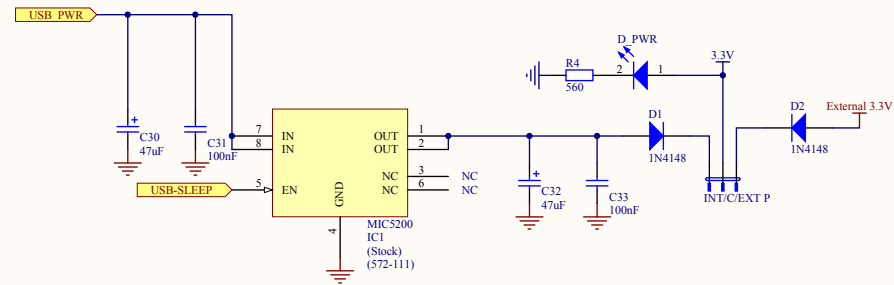 USB_PWR
D_PWR
R4
2
1
560
3.3V
D2
External 3.3V
1N4148
C30
47uF
C31
100nF
7
IN
8
IN
OUT
1
OUT
2
D1
1N4148
USB-SLEEP
5
EN
GND
NC
3
NC
NC
6
NC
C32
47uF
C33
100nF
INT/C/EXT P
4
MIC5200
IC1
(Stock)
(572-111)